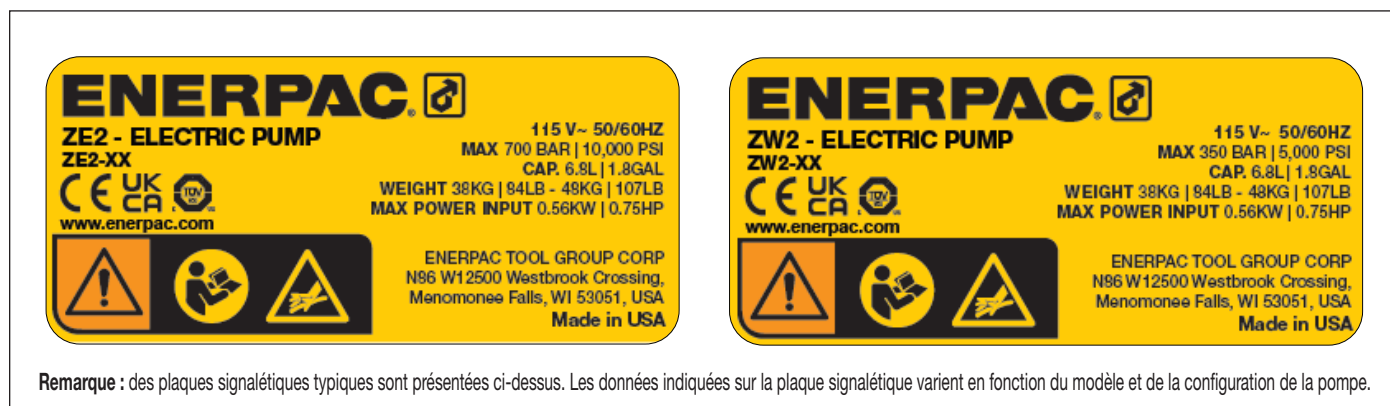 ENERPAC®
ZE2 - ELECTRIC PUMP
ZE2-XX
115 V~ 50/60HZ
MAX 700 BAR | 10,000 PSI
CAP. 6.8L | 1.8GAL
WEIGHT 38KG | 84LB - 48KG | 107LB
MAX POWER INPUT 0.56KW | 0.75HP
CE UK CA TÜV
www.enerpac.com
ENERPAC TOOL GROUP CORP
N86 W12500 Westbrook Crossing,
Menomonee Falls, WI 53051, USA
Made in USA
ENERPAC®
ZW2 - ELECTRIC PUMP
ZW2-XX
115 V~ 50/60HZ
MAX 350 BAR | 5,000 PSI
CAP. 6.8L | 1.8GAL
WEIGHT 38KG | 84LB - 48KG | 107LB
MAX POWER INPUT 0.56KW | 0.75HP
CE UK CA TÜV
www.enerpac.com
ENERPAC TOOL GROUP CORP
N86 W12500 Westbrook Crossing,
Menomonee Falls, WI 53051, USA
Made in USA
Remarque : des plaques signalétiques typiques sont présentées ci-dessus. Les données indiquées sur la plaque signalétique varient en fonction du modèle et de la configuration de la pompe.